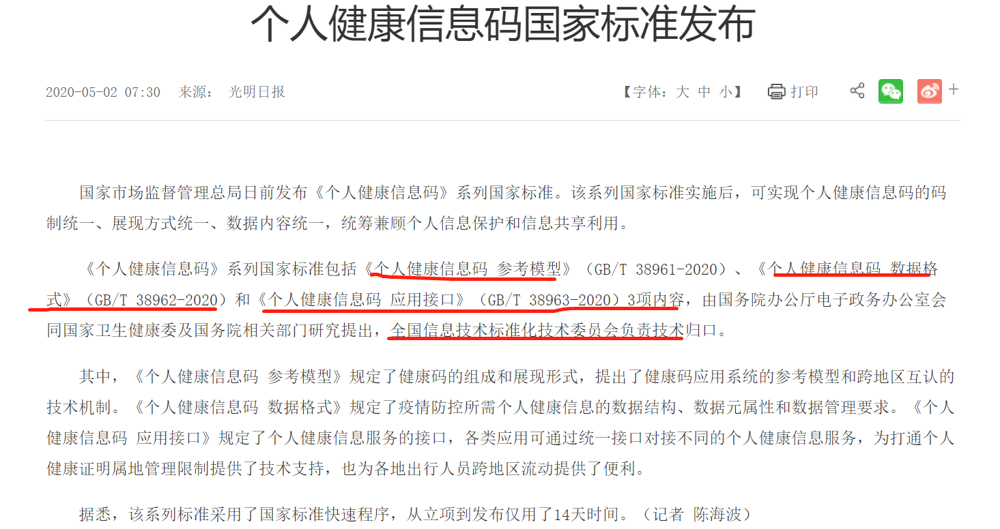 个人健康信息码国家标准发布
2020-05-02 07:30 来源： 光明日报 【字体：大 中 小】 打印
国家市场监督管理总局日前发布《个人健康信息码》系列国家标准。该系列国家标准实施后，可实现个人健康信息码的码
制统一、展现方式统一、数据内容统一，统筹兼顾个人信息保护和信息共享利用。
《个人健康信息码》系列国家标准包括《个人健康信息码 参考模型》（GB/T 38961-2020）、《个人健康信息码 数据格
式》（GB/T 38962-2020）和《个人健康信息码 应用接口》（GB/T 38963-2020）3项内容，由国务院办公厅电子政务办公室会
同国家卫生健康委及国务院相关部门研究提出，全国信息技术标准化技术委员会负责技术归口。
其中，《个人健康信息码 参考模型》规定了健康码的组成和展现形式，提出了健康码应用系统的参考模型和跨地区互认的
技术机制。《个人健康信息码 数据格式》规定了疫情防控所需个人健康信息的数据结构、数据元属性和数据管理要求。《个人
健康信息码 应用接口》规定了个人健康信息服务的接口，各类应用可通过统一接口对接不同的个人健康信息服务，为打通个人
健康证明属地管理限制提供了技术支持，也为各地出行人员跨地区流动提供了便利。
据悉，该系列标准采用了国家标准快速程序，从立项到发布仅用了14天时间。（记者 陈海波）